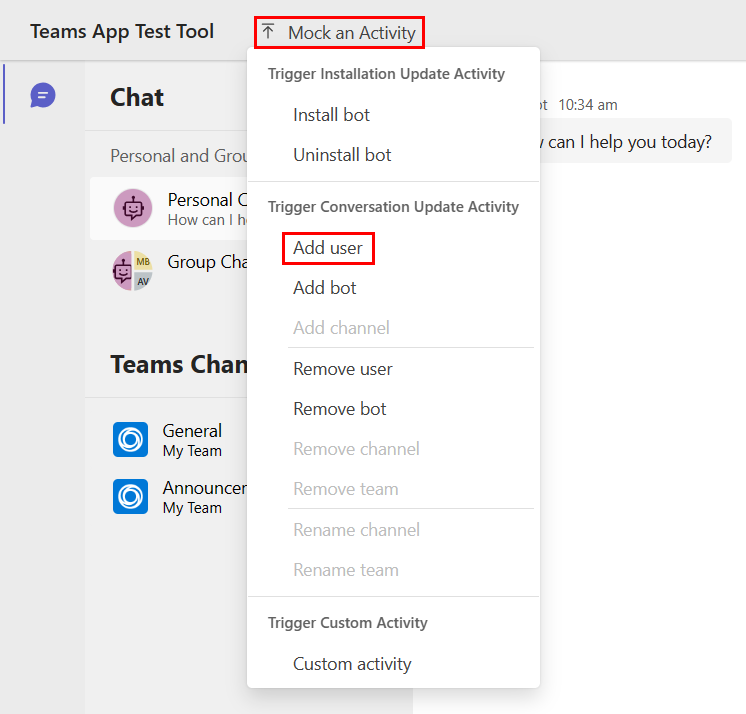 Teams App Test Tool
Mock an Activity
Chat
Personal and Grou
Personal C
How can I h
MB
AV
Group Cha
Teams Chan
General
My Team
Announcer
My Team
Trigger Installation Update Activity
Install bot
Uninstall bot
Trigger Conversation Update Activity
Add user
Add bot
Add channel
Remove user
Remove bot
Remove channel
Remove team
Rename channel
Rename team
Trigger Custom Activity
Custom activity
ot 10:34 am
can I help you today?